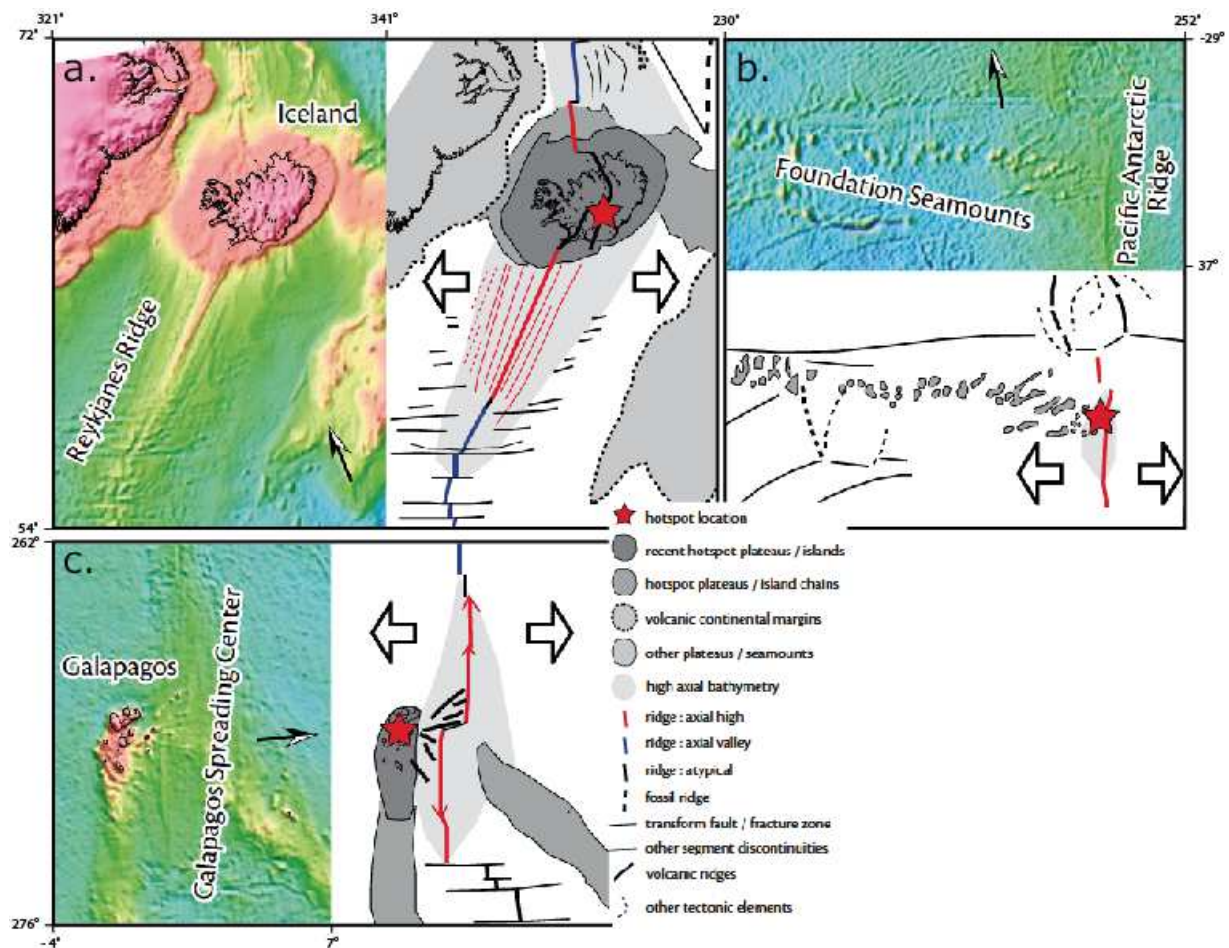 321°
341°
230°
252°
72°
-29°
a.
Iceland
Reykjanes Ridge
b.
Foundation Seamounts
Pacific Antarctic
Ridge
37°
54°
262°
c.
Galapagos
Galapagos Spreading Center
276°
-4°
7°
hotspot location
recent hotspot plateaus / islands
hotspot plateaus / island chains
volcanic continental margins
other plateaus / seamounts
high axial bathymetry
ridge : axial high
ridge : axial valley
ridge : atypical
fossil ridge
transform fault / fracture zone
other segment discontinuities
volcanic ridges
other tectonic elements